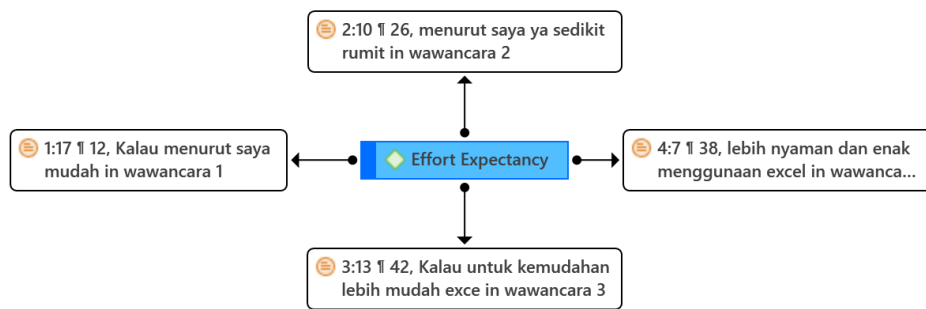 2:10 ¶ 26, menurut saya ya sedikit
rumit in wawancara 2
1:17 ¶ 12, Kalau menurut saya
mudah in wawancara 1
Effort Expectancy
4:7 ¶ 38, lebih nyaman dan enak
menggunaan excel in wawanca...
3:13 ¶ 42, Kalau untuk kemudahan
lebih mudah exce in wawancara 3